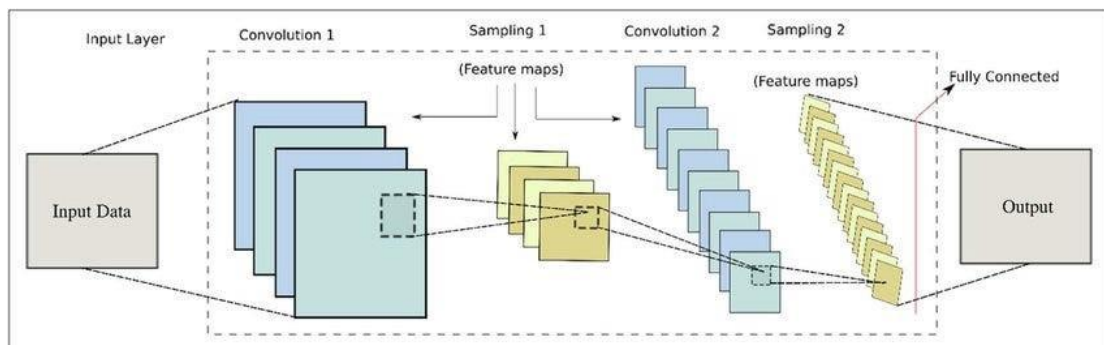 Input Layer
Convolution 1
Sampling 1
Convolution 2
Sampling 2
(Feature maps)
(Feature maps)
Fully Connected
Input Data
Output